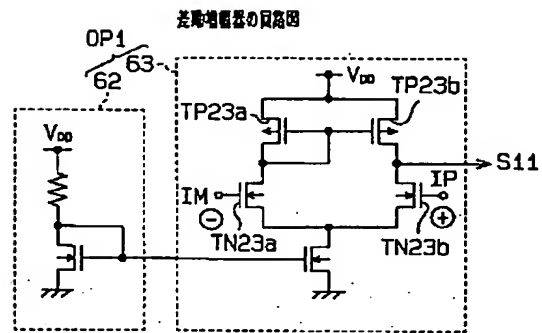 差動増幅器の回路図
OP1
62
63
VDD
TP23a
TP23b
VDD
S11
IM
IP
⊖
⊕
TN23a
TN23b